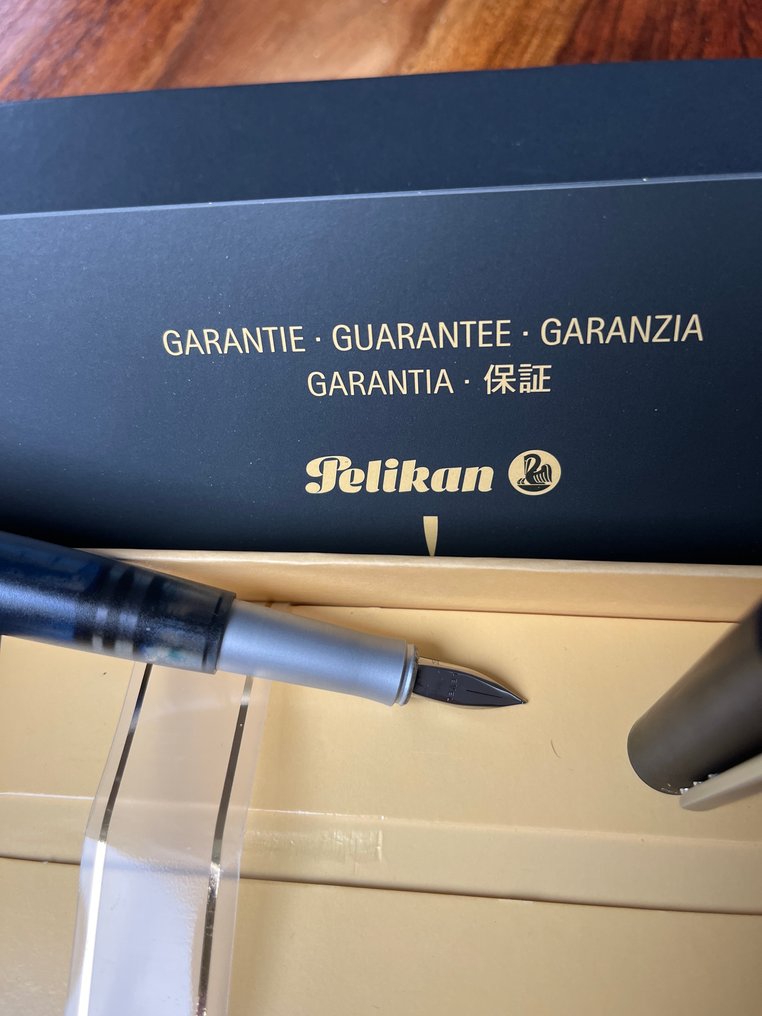 GARANTIE · GUARANTEE · GARANZIA
GARANTIA · 保証
Pelikan